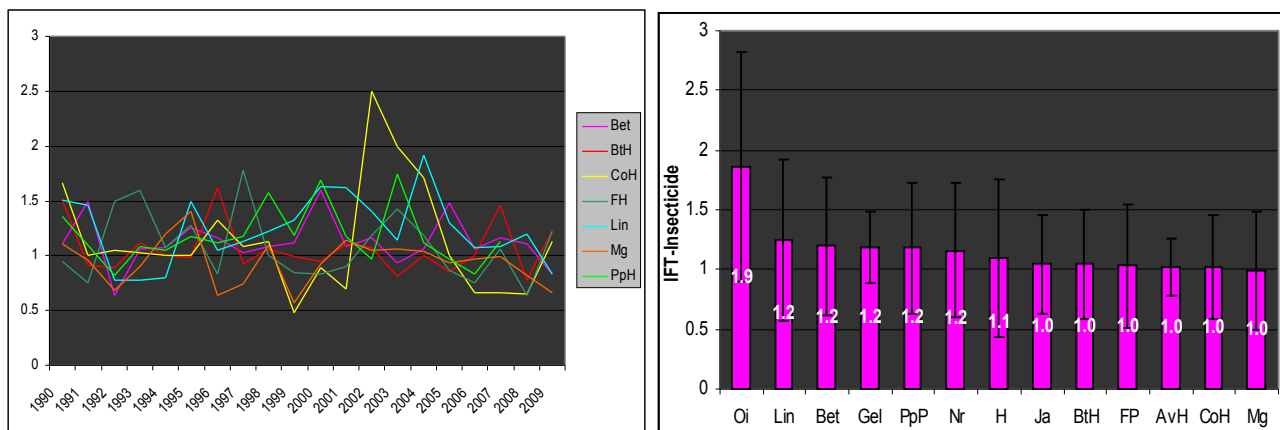 3
2.5
2
1.5
1
0.5
0
1990 1991 1992 1993 1994 1995 1996 1997 1998 1999 2000 2001 2002 2003 2004 2005 2006 2007 2008 2009
Bet
BtH
CoH
FH
Lin
Mg
PpH
IFT-Insecticide
3
2.5
2
1.5
1
0.5
0
1.9 1.2 1.2 1.2 1.2 1.2 1.1 1.0 1.0 1.0 1.0 1.0 1.0
Oi Lin Bet Gel PpP Nr H Ja BtH FP AvH CoH Mg